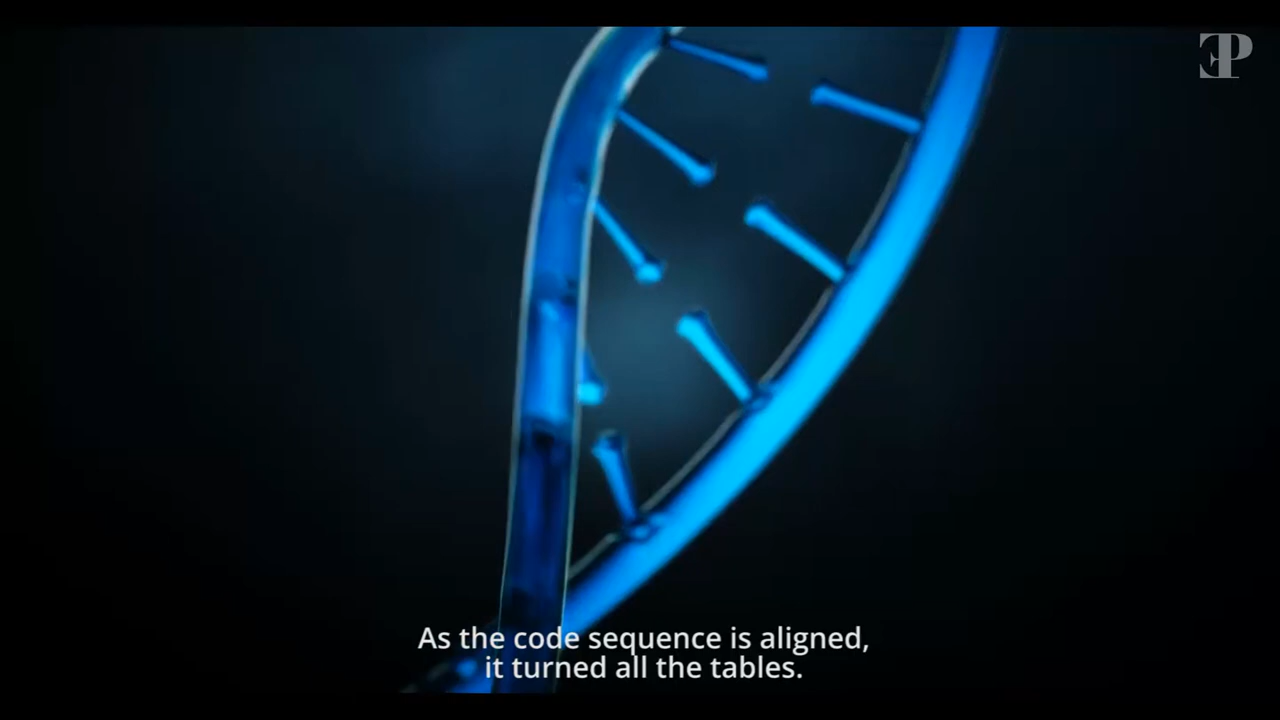 As the code sequence is aligned,
it turned all the tables.